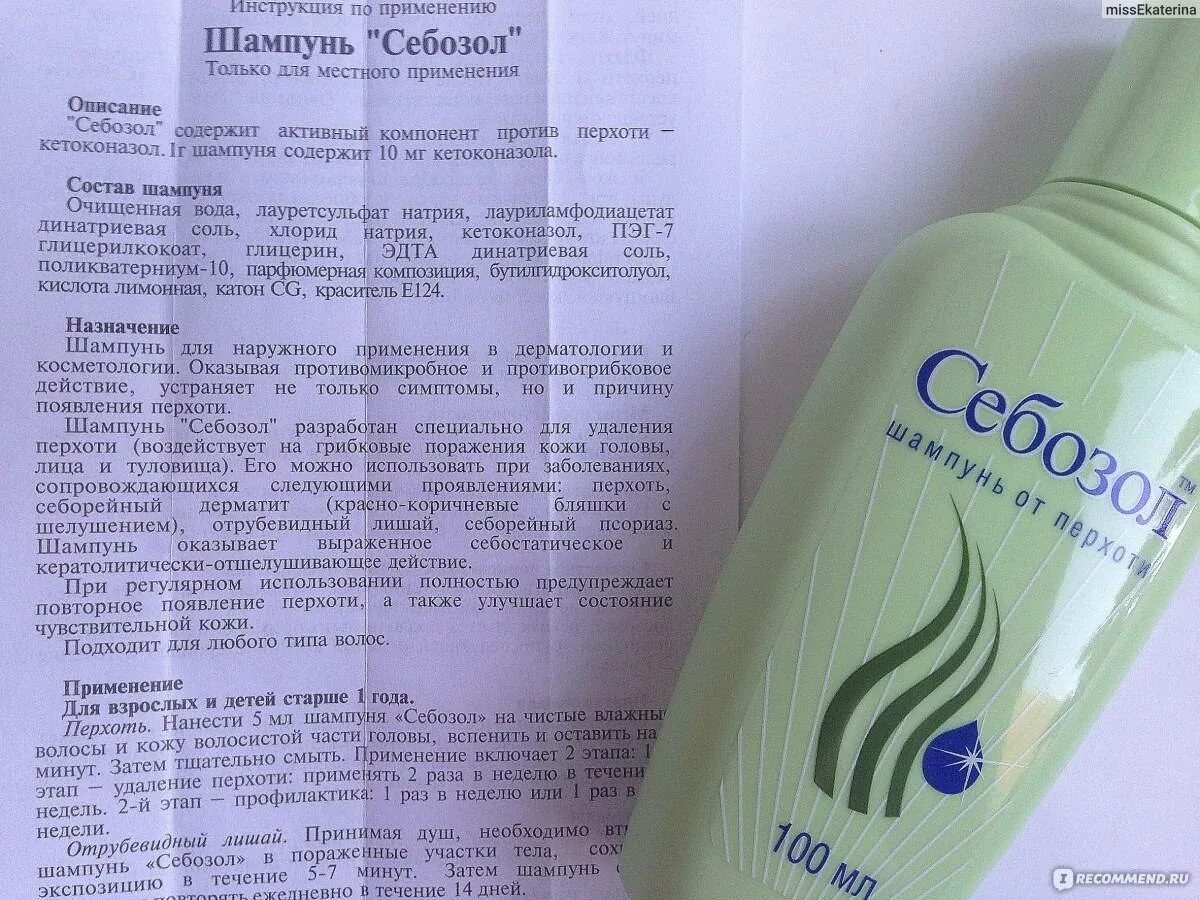 missEkaterina
Инструкция по применению
Шампунь "Себозол"
Только для местного применения
Описание
"Себозол" содержит активный компонент против перхоти –
кетоконазол. 1г шампуня содержит 10 мг кетоконазола.
Состав шампуня
Очищенная вода, лауретсульфат натрия, лауриламфодиацетат
динатриевая соль, хлорид натрия, кетоконазол, ПЭГ-7
глицерилкокоат, глицерин, ЭДТА динатриевая соль,
поликватерниум-10, парфюмерная композиция, бутилгидрокситолуол,
кислота лимонная, катон CG, краситель Е124.
Назначение
Шампунь для наружного применения в дерматологии и
косметологии. Оказывая противомикробное и противогрибковое
действие, устраняет не только симптомы, но и причину
появления перхоти.
Шампунь "Себозол" разработан специально для удаления
перхоти (воздействует на грибковые поражения кожи головы,
лица и туловища). Его можно использовать при заболеваниях,
сопровождающихся следующими проявлениями: перхоть,
себорейный дерматит (красно-коричневые бляшки с
шелушением), отрубевидный лишай, себорейный псориаз.
Шампунь оказывает выраженное себостатическое и
кератолитически-отшелушивающее действие.
При регулярном использовании полностью предупреждает
повторное появление перхоти, а также улучшает состояние
чувствительной кожи.
Подходит для любого типа волос.
Применение
Для взрослых и детей старше 1 года.
Перхоть. Нанести 5 мл шампуня «Себозол» на чистые влажны
волосы и кожу волосистой части головы, вспенить и оставить на
минут. Затем тщательно смыть. Применение включает 2 этапа: 1
этап – удаление перхоти: применять 2 раза в неделю в течени
недель. 2-й этап – профилактика: 1 раз в неделю или 1 раз в
недели.
Отрубевидный лишай. Принимая душ, необходимо вт
шампунь «Себозол» в пораженные участки тела, сох
экспозицию в течение 5-7 минут. Затем шампунь
повторять ежедневно в течение 14 дней.
Себозол™
шампунь от перхоти
100 мл
IRECOMMEND.RU